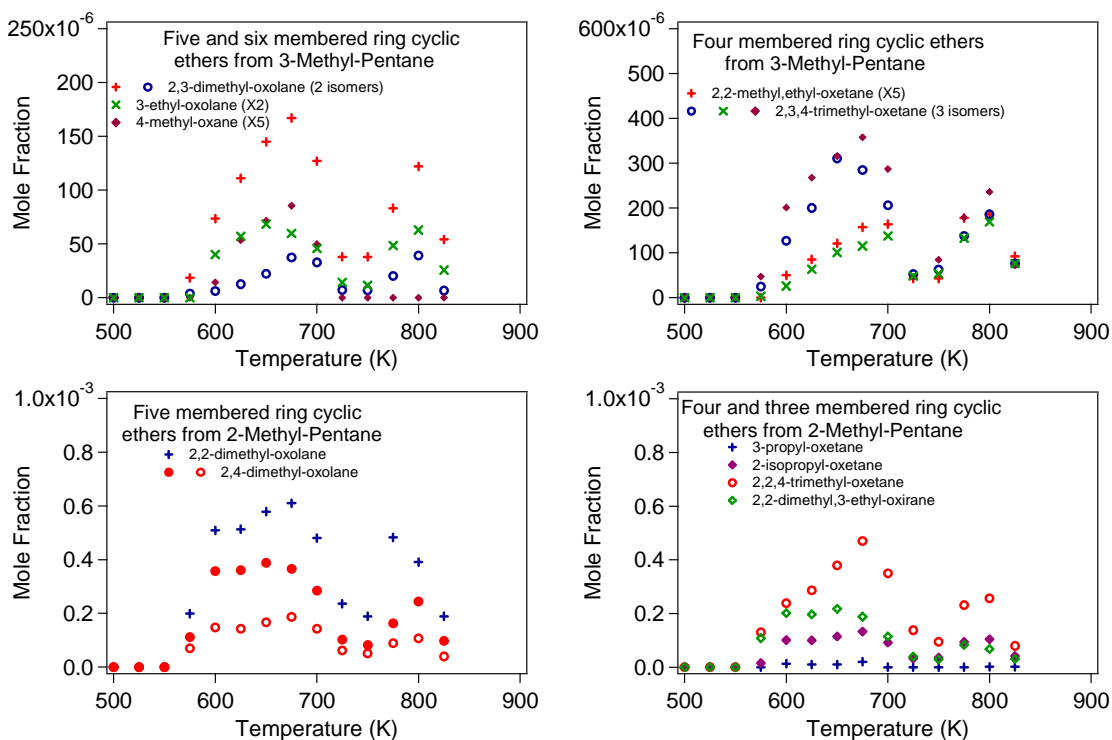 250x10-6
200
150
100
50
0
Mole Fraction
Five and six membered ring cyclic
ethers from 3-Methyl-Pentane
2,3-dimethyl-oxolane (2 isomers)
3-ethyl-oxolane (X2)
4-methyl-oxane (X5)
500 600 700 800 900
Temperature (K)
600x10-6
500
400
300
200
100
0
Mole Fraction
Four membered ring cyclic ethers
from 3-Methyl-Pentane
2,2-methyl,ethyl-oxetane (X5)
2,3,4-trimethyl-oxetane (3 isomers)
500 600 700 800 900
Temperature (K)
1.0x10-3
0.8
0.6
0.4
0.2
0.0
Mole Fraction
Five membered ring cyclic
ethers from 2-Methyl-Pentane
2,2-dimethyl-oxolane
2,4-dimethyl-oxolane
500 600 700 800 900
Temperature (K)
1.0x10-3
0.8
0.6
0.4
0.2
0.0
Mole Fraction
Four and three membered ring cyclic
ethers from 2-Methyl-Pentane
3-propyl-oxetane
2-isopropyl-oxetane
2,2,4-trimethyl-oxetane
2,2-dimethyl,3-ethyl-oxirane
500 600 700 800 900
Temperature (K)